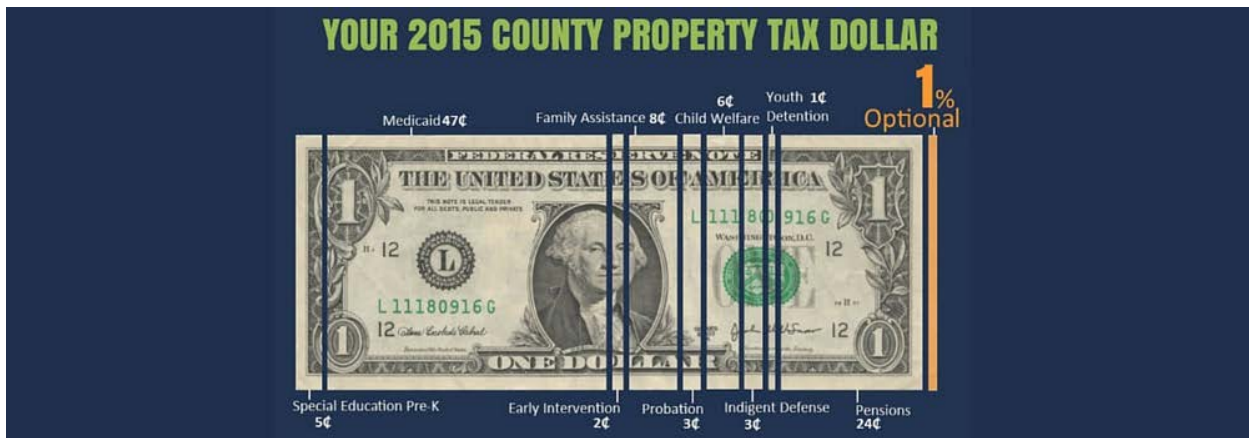 YOUR 2015 COUNTY PROPERTY TAX DOLLAR
1%
Optional
Medicaid 47¢
Family Assistance 8¢
6¢
Child Welfare
Youth 1¢
Detention
FEDERAL RESERVE NOTE
THE UNITED STATES OF AMERICA
THIS NOTE IS LEGAL TENDER
FOR ALL DEBTS, PUBLIC AND PRIVATE
L 11180916 G
WASHINGTON, D.C.
12
12
L
ONE
L 11180916 G
12
12
1
1
1
1
ONE DOLLAR
Special Education Pre-K
5¢
Early Intervention
2¢
Probation
3¢
Indigent Defense
3¢
Pensions
24¢